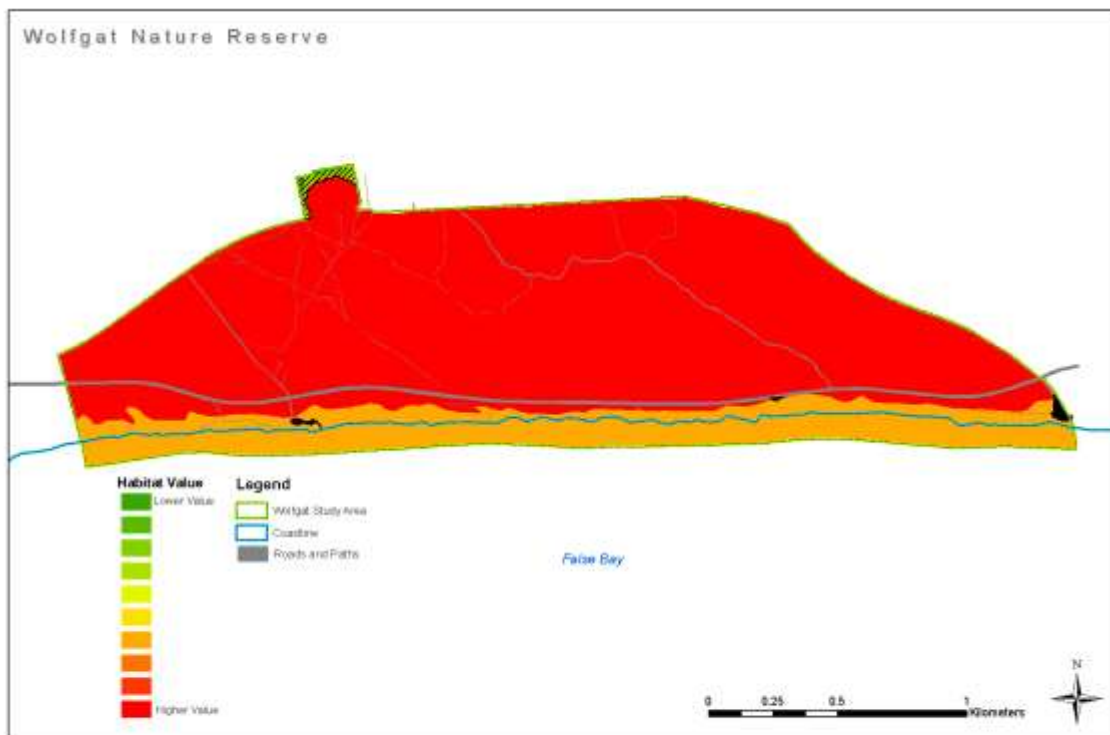 Wolfgat Nature Reserve
Habitat Value
Lower Value
Higher Value
Legend
Wolfgat Study Area
Coastline
Roads and Paths
False Bay
N
0 0.25 0.5 1
Kilometers